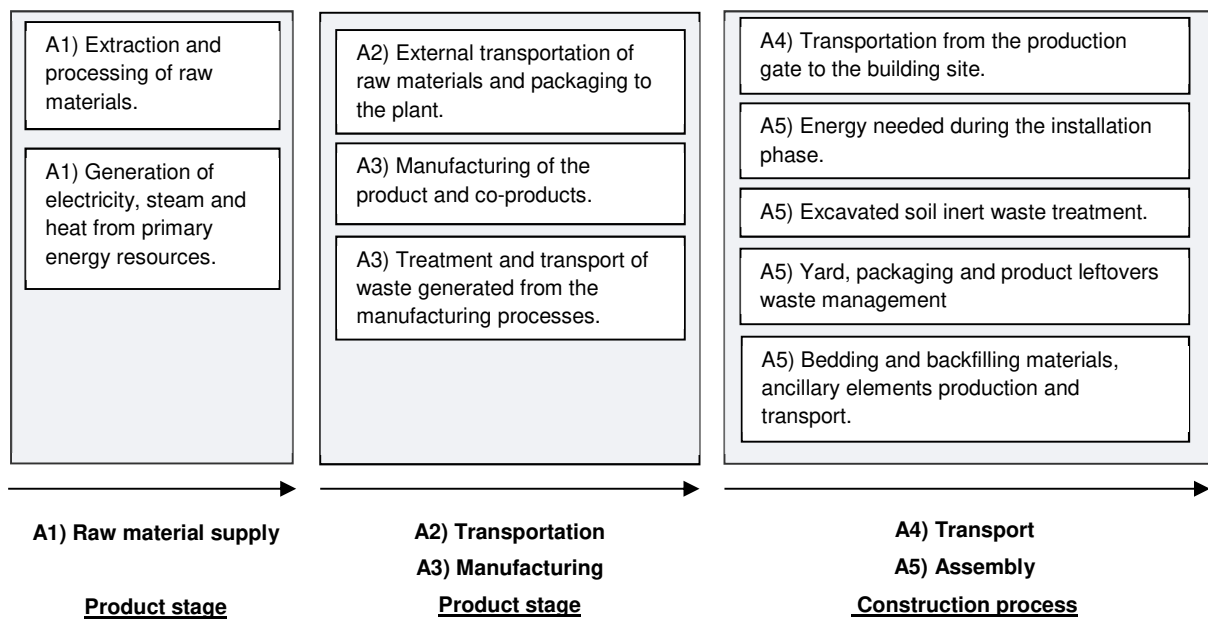 A1) Extraction and
processing of raw
materials.
A1) Generation of
electricity, steam and
heat from primary
energy resources.
A2) External transportation of
raw materials and packaging to
the plant.
A3) Manufacturing of the
product and co-products.
A3) Treatment and transport of
waste generated from the
manufacturing processes.
A4) Transportation from the production
gate to the building site.
A5) Energy needed during the installation
phase.
A5) Excavated soil inert waste treatment.
A5) Yard, packaging and product leftovers
waste management
A5) Bedding and backfilling materials,
ancillary elements production and
transport.
A1) Raw material supply
Product stage
A2) Transportation
A3) Manufacturing
Product stage
A4) Transport
A5) Assembly
Construction process